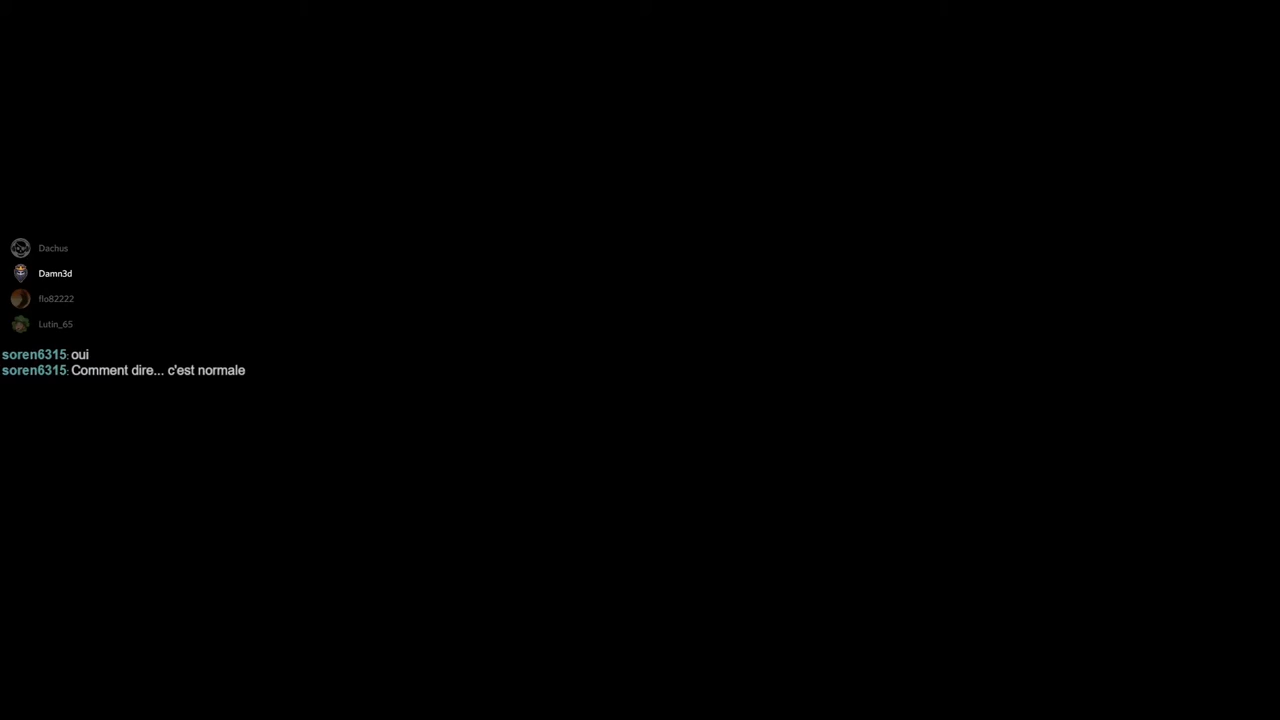 Dachus
Damn3d
flo82222
Lutin_65
soren6315: oui
soren6315: Comment dire... c'est normale